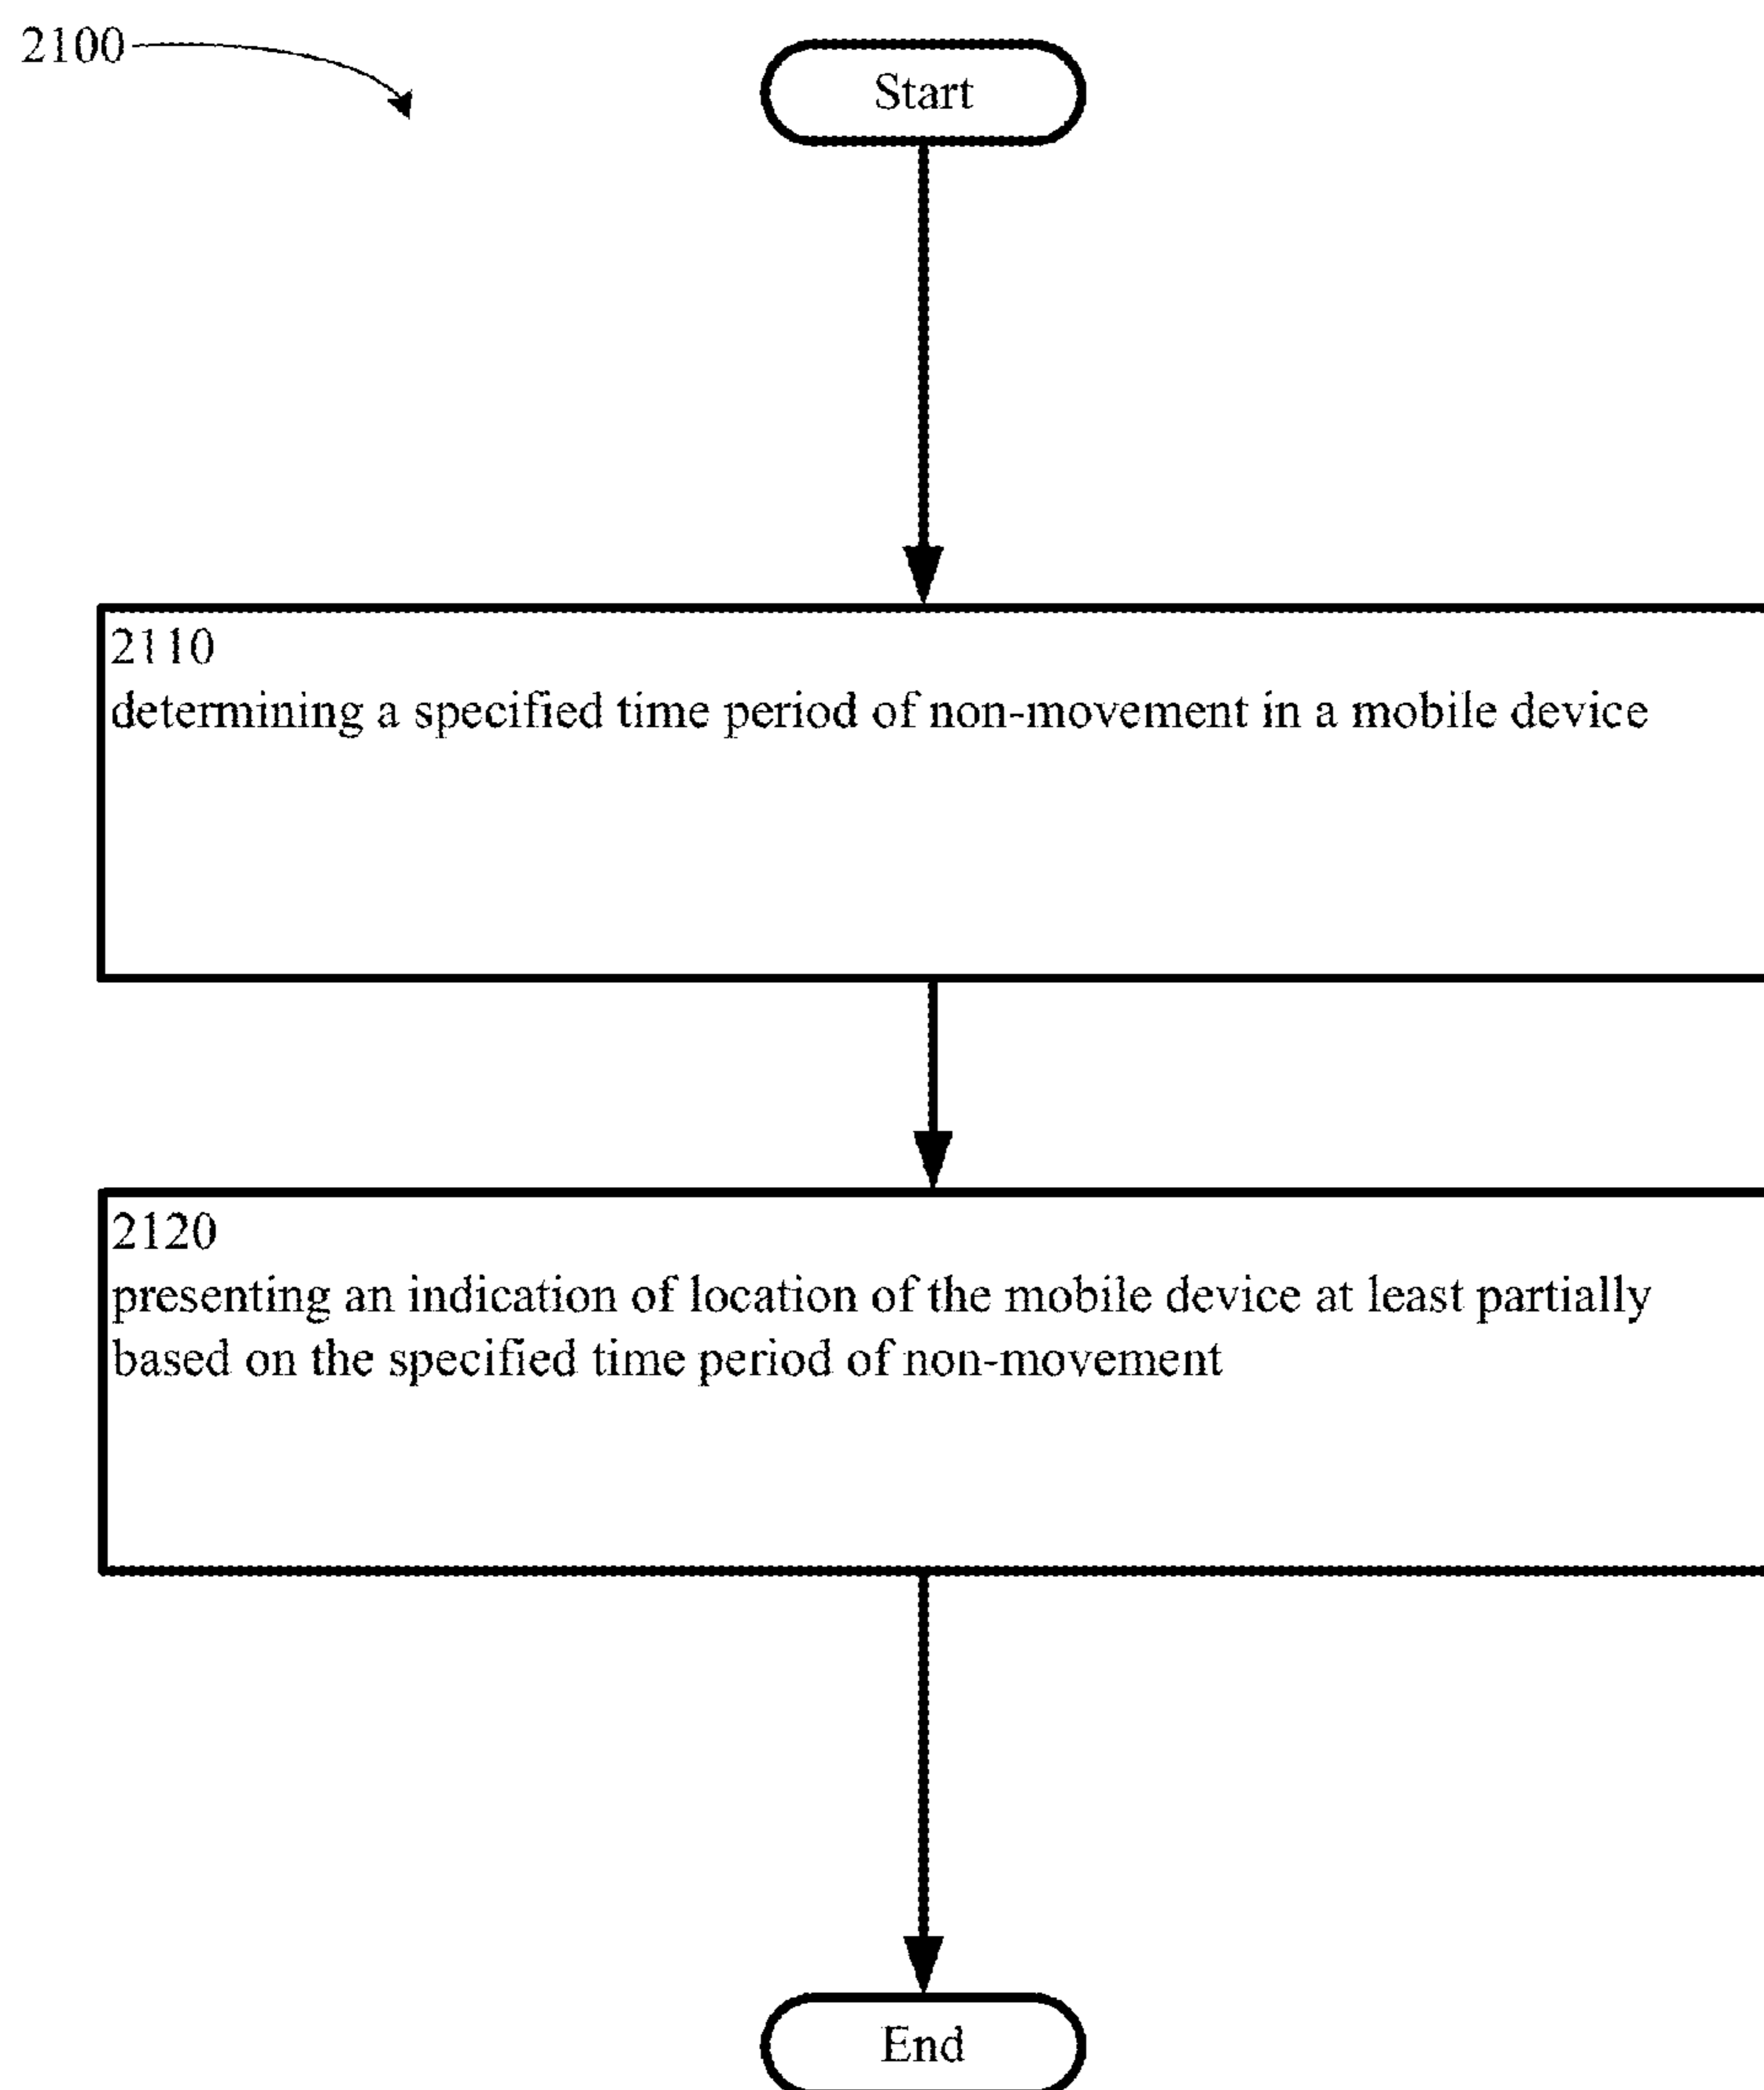 2100
Start
2110
determining a specified time period of non-movement in a mobile device
2120
presenting an indication of location of the mobile device at least partially
based on the specified time period of non-movement
End